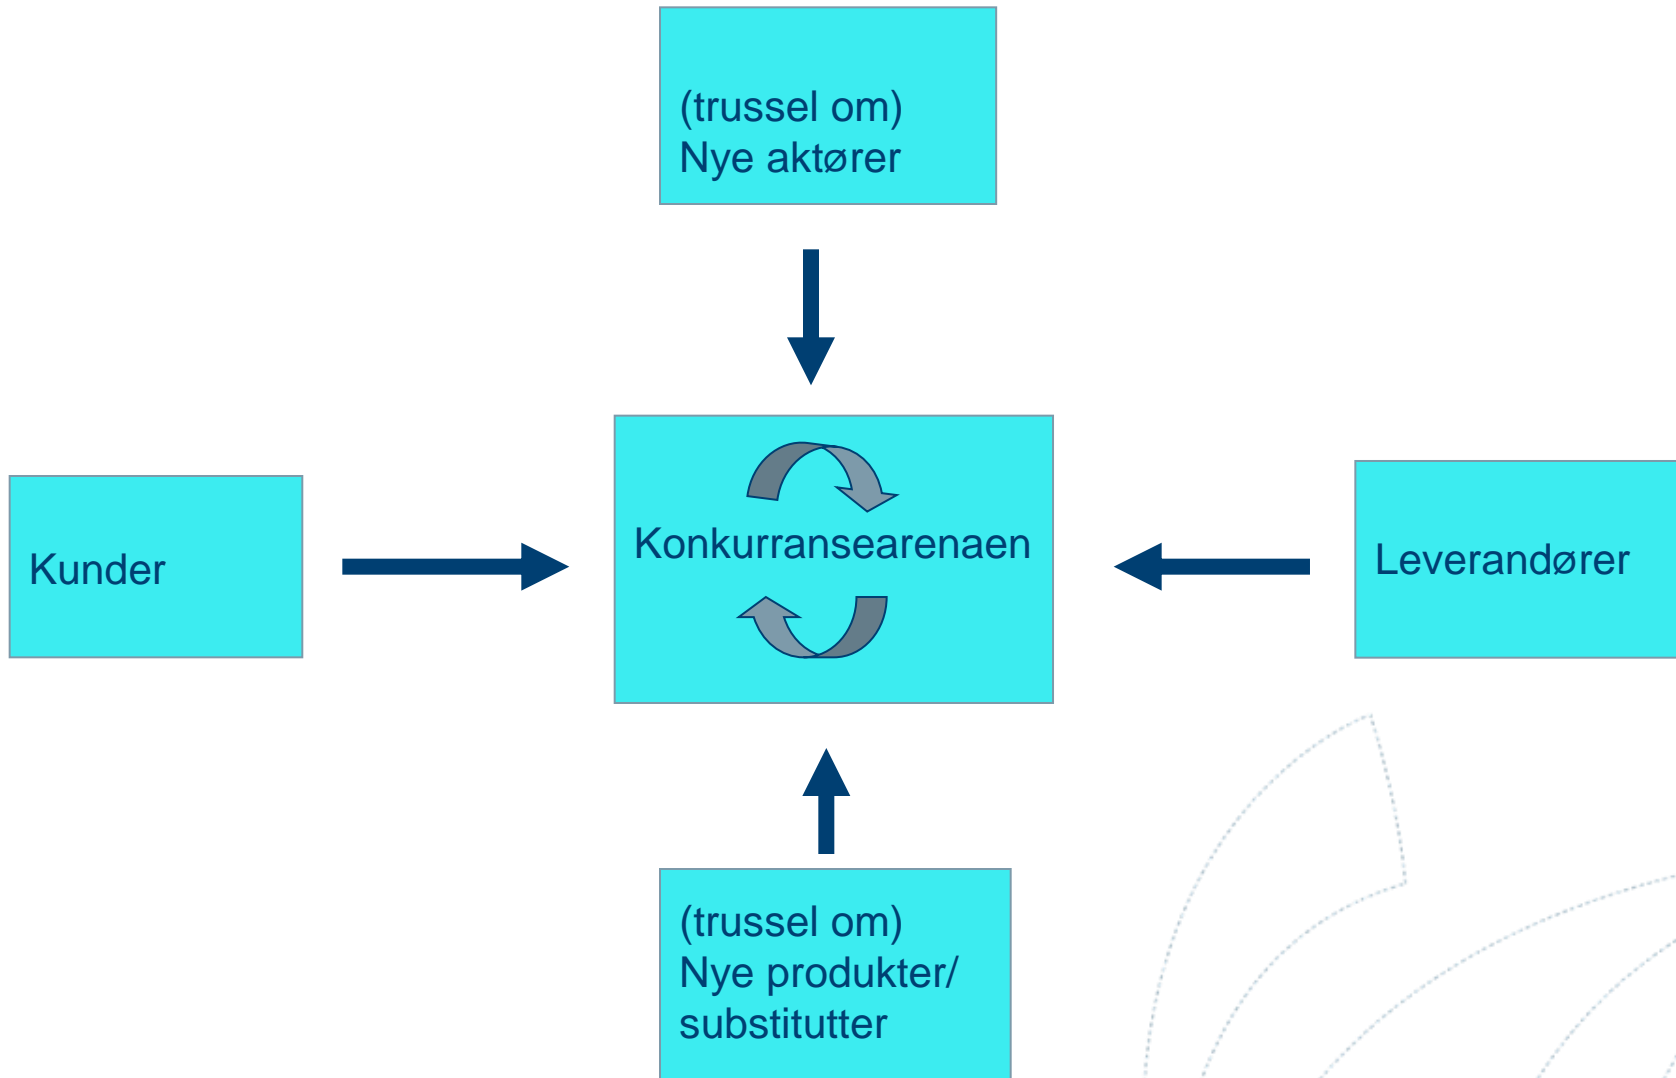 (trussel om)
Nye aktører
Konkurransearenaen
Kunder
Leverandører
(trussel om)
Nye produkter/
substitutter